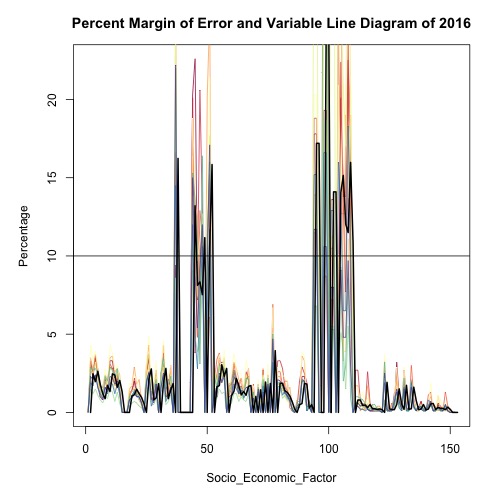 Percent Margin of Error and Variable Line Diagram of 2016
20
15
10
5
0
Percentage
0 50 100 150
Socio_Economic_Factor